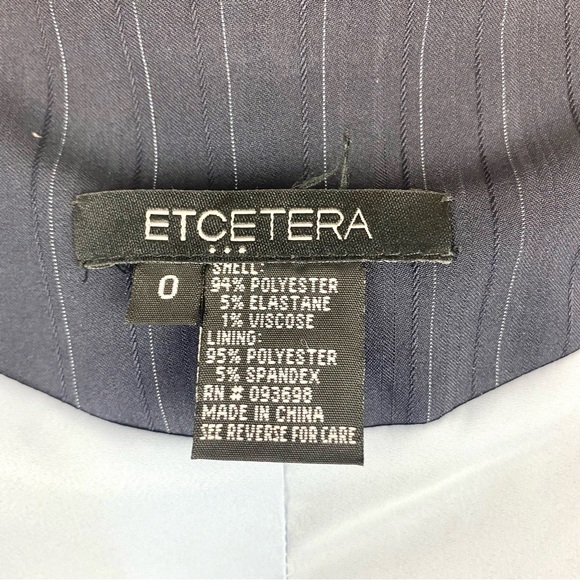 ETCETERA
0
SHELL:
94% POLYESTER
5% ELASTANE
1% VISCOSE
LINING:
95% POLYESTER
5% SPANDEX
RN # 093698
MADE IN CHINA
SEE REVERSE FOR CARE